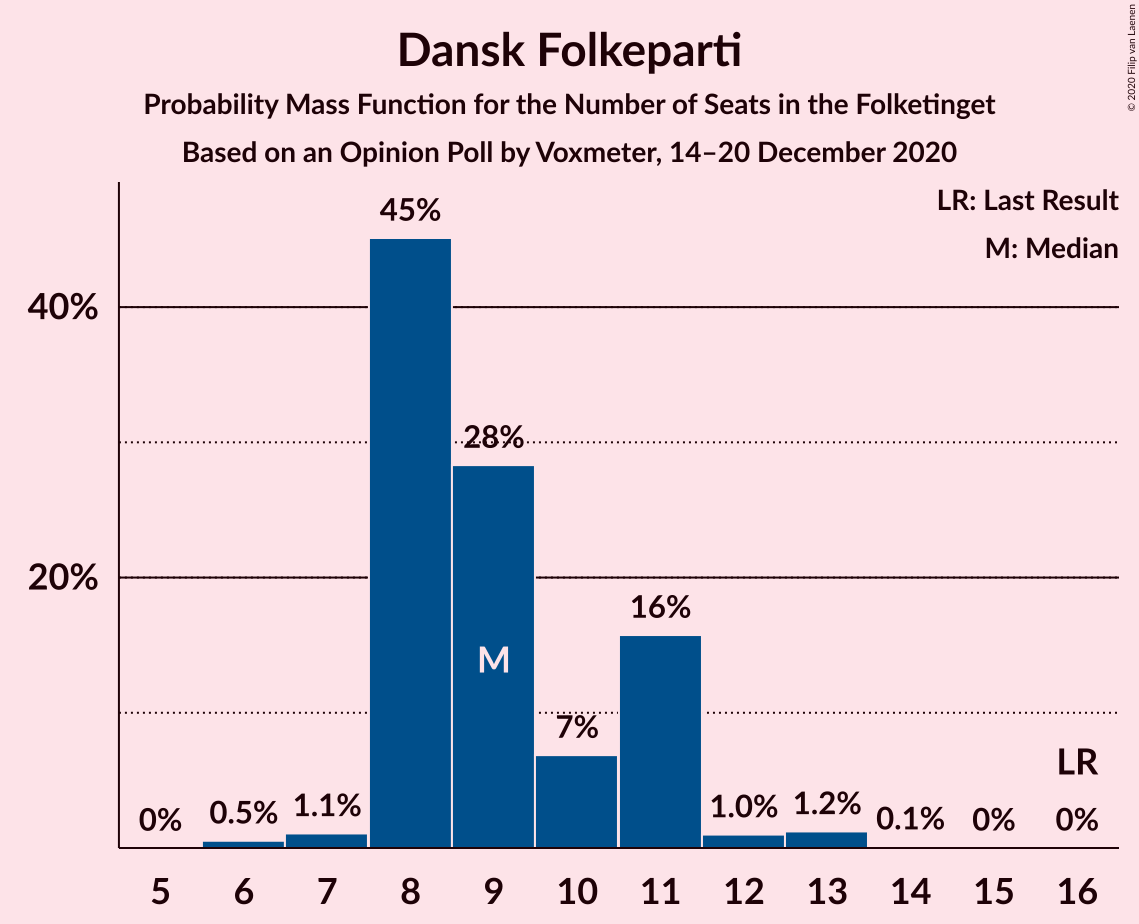 Dansk Folkeparti
Probability Mass Function for the Number of Seats in the Folketinget
Based on an Opinion Poll by Voxmeter, 14–20 December 2020
© 2020 Filip van Laenen
LR: Last Result
M: Median
45%
40%
28%
20%
16%
M
7%
LR
0%
0.5%
1.1%
1.0%
1.2%
0.1%
0%
0%
5 6 7 8 9 10 11 12 13 14 15 16